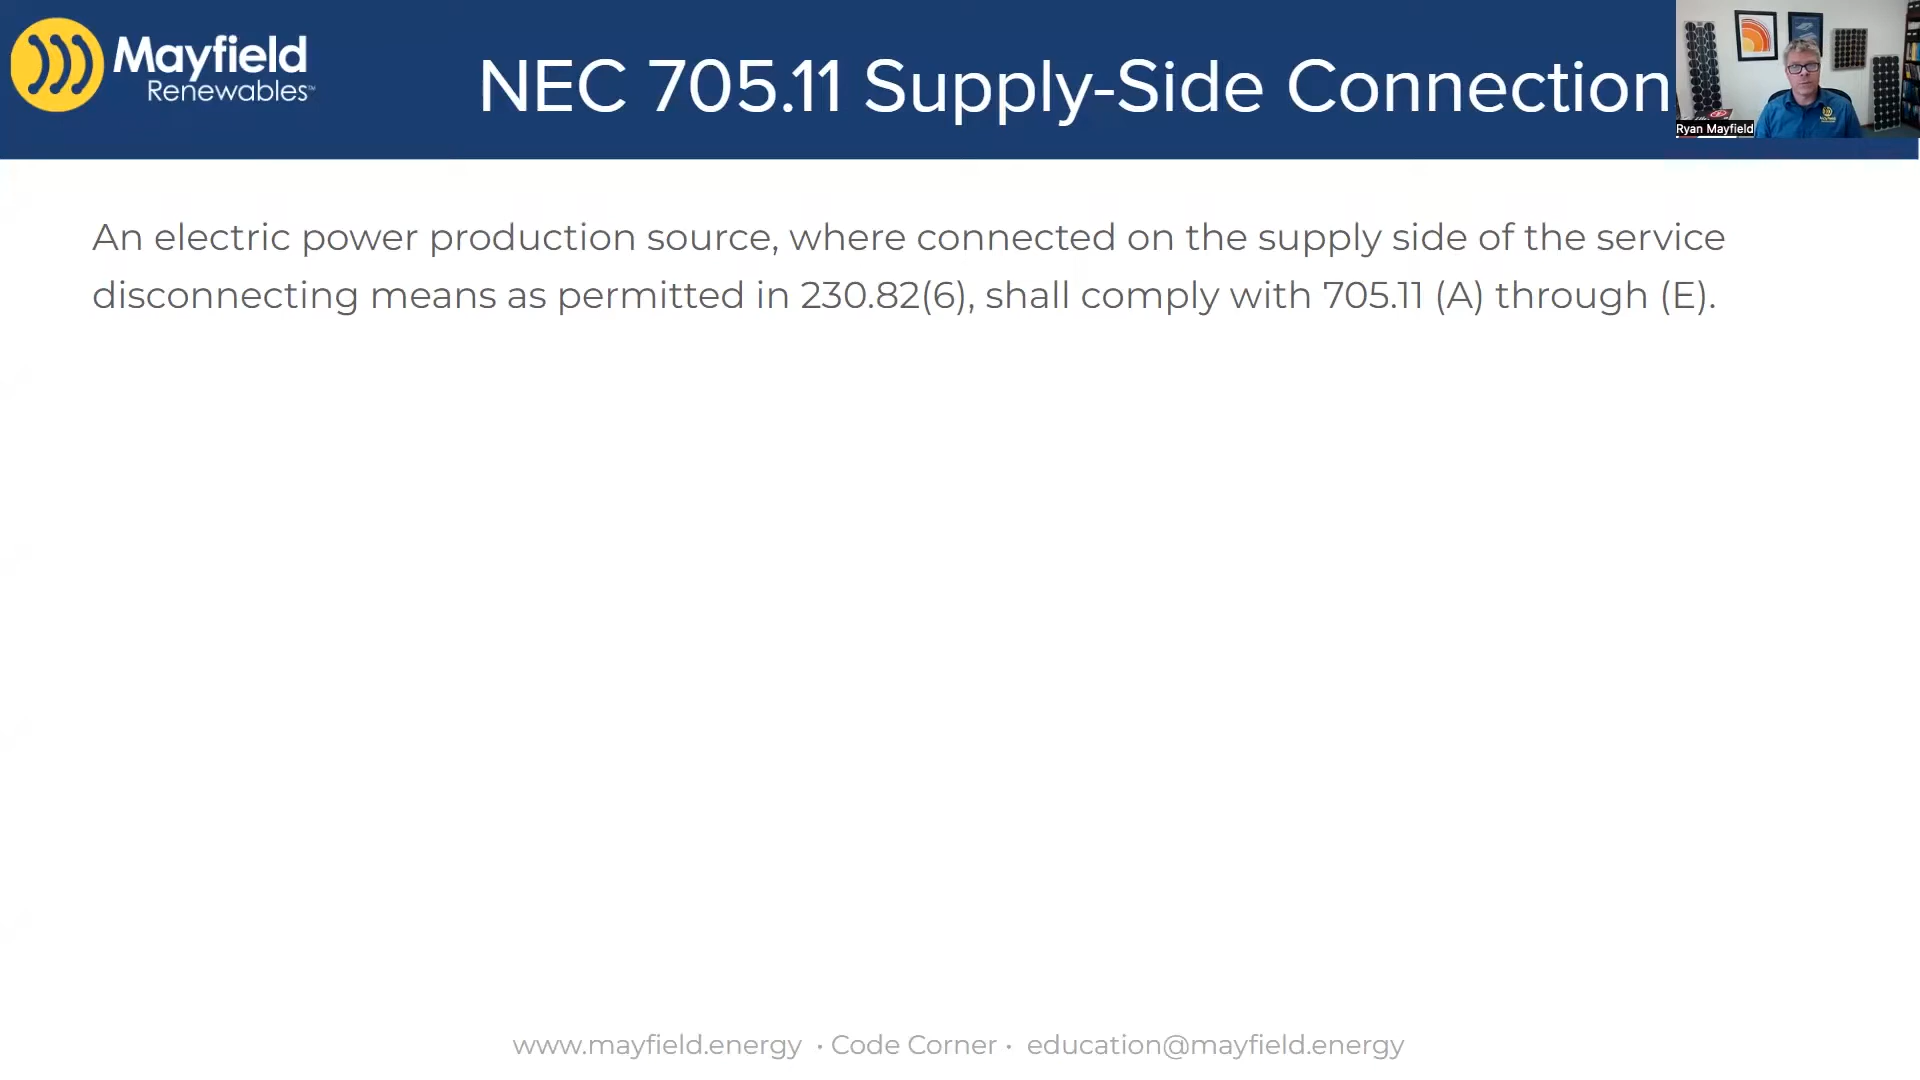 Mayfield
Renewables™
NEC 705.11 Supply-Side Connection
Ryan Mayfield
An electric power production source, where connected on the supply side of the service
disconnecting means as permitted in 230.82(6), shall comply with 705.11 (A) through (E).
www.mayfield.energy · Code Corner · education@mayfield.energy